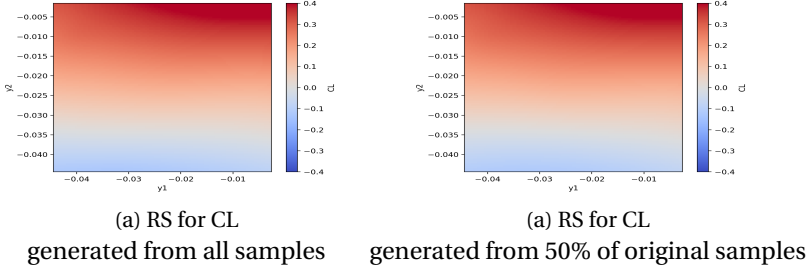 −0.005
−0.010
−0.015
−0.020
−0.025
−0.030
−0.035
−0.040
y2
−0.04 −0.03 −0.02 −0.01
y1
0.4
0.3
0.2
0.1
0.0
−0.1
−0.2
−0.3
−0.4
CL
(a) RS for CL
generated from all samples
−0.005
−0.010
−0.015
−0.020
−0.025
−0.030
−0.035
−0.040
y2
−0.04 −0.03 −0.02 −0.01
y1
0.4
0.3
0.2
0.1
0.0
−0.1
−0.2
−0.3
−0.4
CL
(a) RS for CL
generated from 50% of original samples